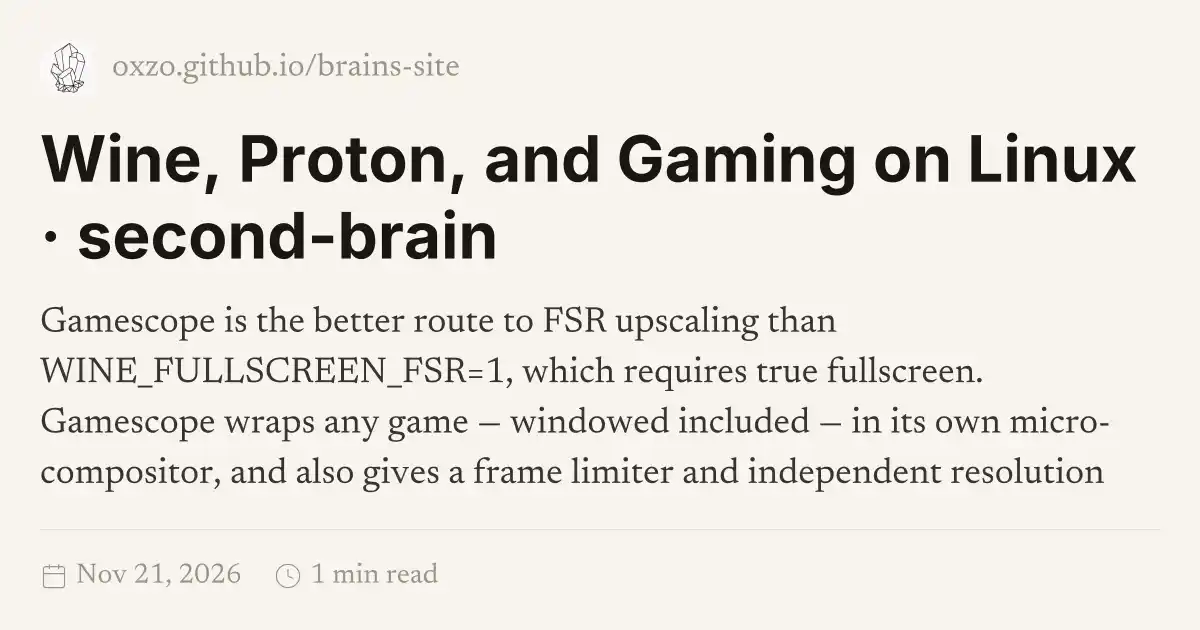 oxzo.github.io/brains-site
Wine, Proton, and Gaming on Linux
· second-brain
Gamescope is the better route to FSR upscaling than
WINE_FULLSCREEN_FSR=1, which requires true fullscreen.
Gamescope wraps any game — windowed included — in its own micro-
compositor, and also gives a frame limiter and independent resolution
Nov 21, 2026 1 min read